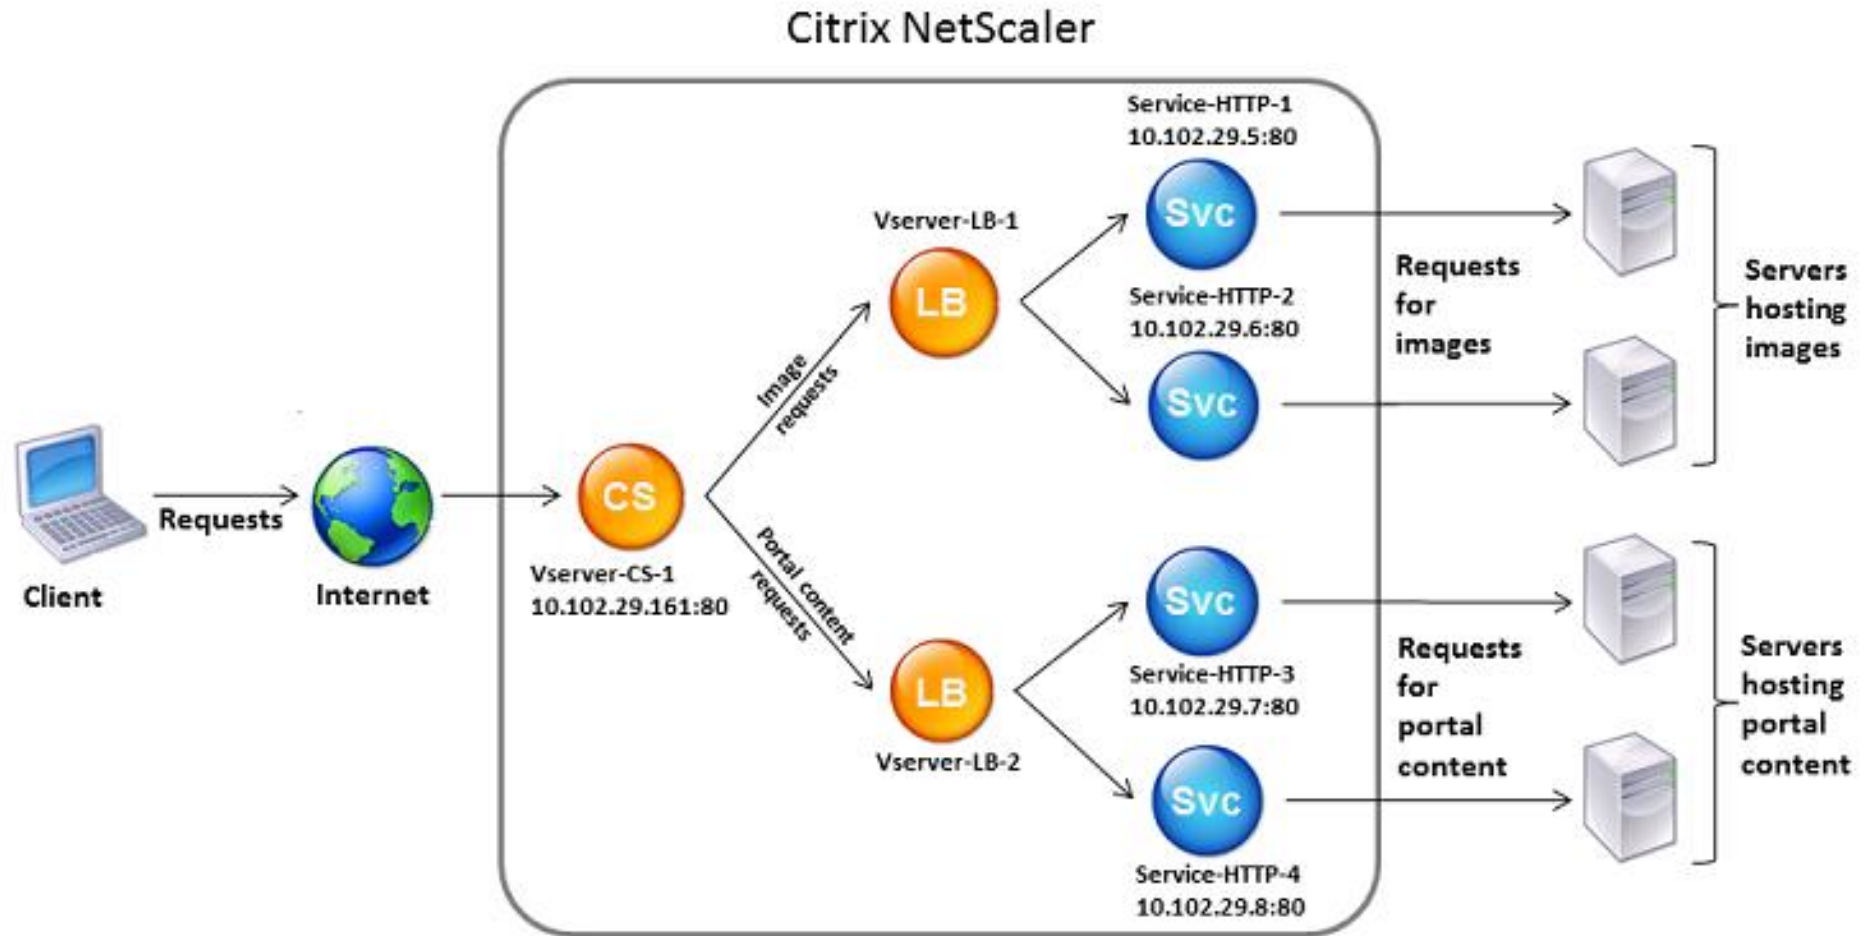 Citrix NetScaler
Service-HTTP-1
10.102.29.5:80
Svc
Vserver-LB-1
LB
Service-HTTP-2
10.102.29.6:80
Svc
Requests
for
images
Servers
hosting
images
Image
requests
Requests
Client
Internet
CS
Vserver-CS-1
10.102.29.161:80
Portal content
requests
LB
Vserver-LB-2
Svc
Service-HTTP-3
10.102.29.7:80
Svc
Service-HTTP-4
10.102.29.8:80
Requests
for
portal
content
Servers
hosting
portal
content